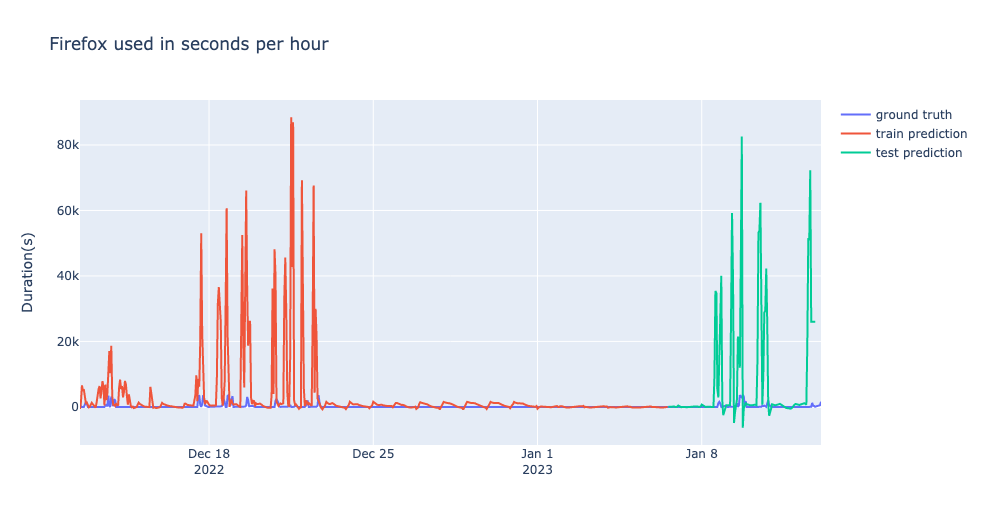 Firefox used in seconds per hour
ground truth
train prediction
test prediction
80k
60k
40k
20k
0
Duration(s)
Dec 18
2022
Dec 25
Jan 1
2023
Jan 8